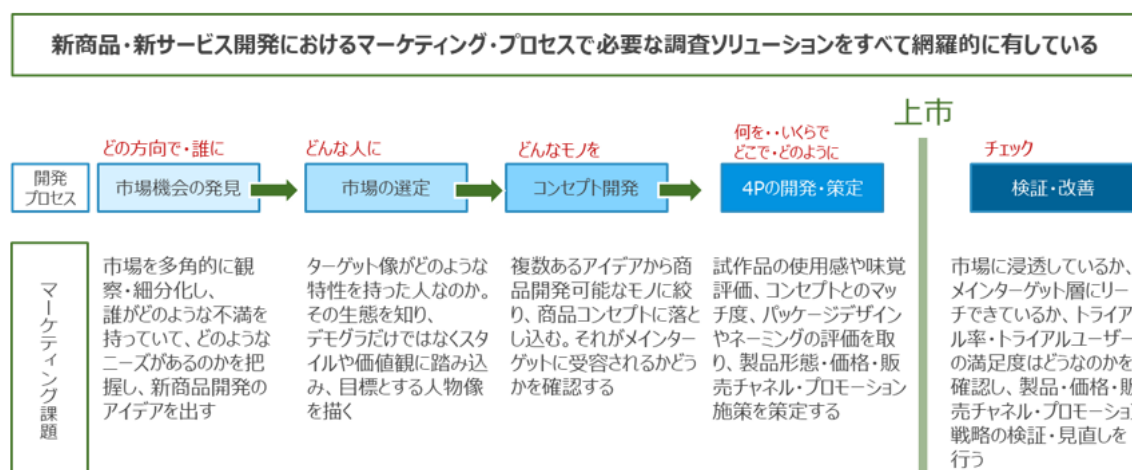 新商品・新サービス開発におけるマーケティング・プロセスで必要な調査ソリューションをすべて網羅的に有している
上市
どの方向で・誰に
どんな人に
どんなモノを
何を・・いくらで
どこで・どのように
チェック
開発
プロセス
市場機会の発見
市場の選定
コンセプト開発
4Pの開発・策定
検証・改善
マーケティング課題
市場を多角的に観
察・細分化し、
誰がどのような不満を
持っていて、どのような
ニーズがあるのかを把
握し、新商品開発の
アイデアを出す
ターゲット像がどのような
特性を持った人なのか。
その生態を知り、
デモグラだけではなくスタ
イルや価値観に踏み込
み、目標とする人物像
を描く
複数あるアイデアから商
品開発可能なモノに絞
り、商品コンセプトに落と
し込む。それがメインター
ゲットに受容されるかどう
かを確認する
試作品の使用感や味覚
評価、コンセプトとのマッ
チ度、パッケージデザイン
やネーミングの評価を取
り、製品形態・価格・販
売チャネル・プロモーション
施策を策定する
市場に浸透しているか、
メインターゲット層にリー
チできているか、トライア
ル率・トライアルユーザー
の満足度はどうなのかを
確認し、製品・価格・販
売チャネル・プロモーショ
戦略の検証・見直しを
行う